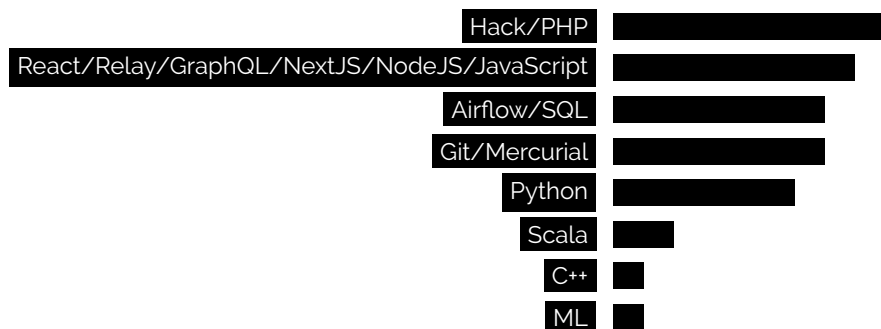 Hack/PHP
React/Relay/GraphQL/NextJS/NodeJS/JavaScript
Airflow/SQL
Git/Mercurial
Python
Scala
C++
ML